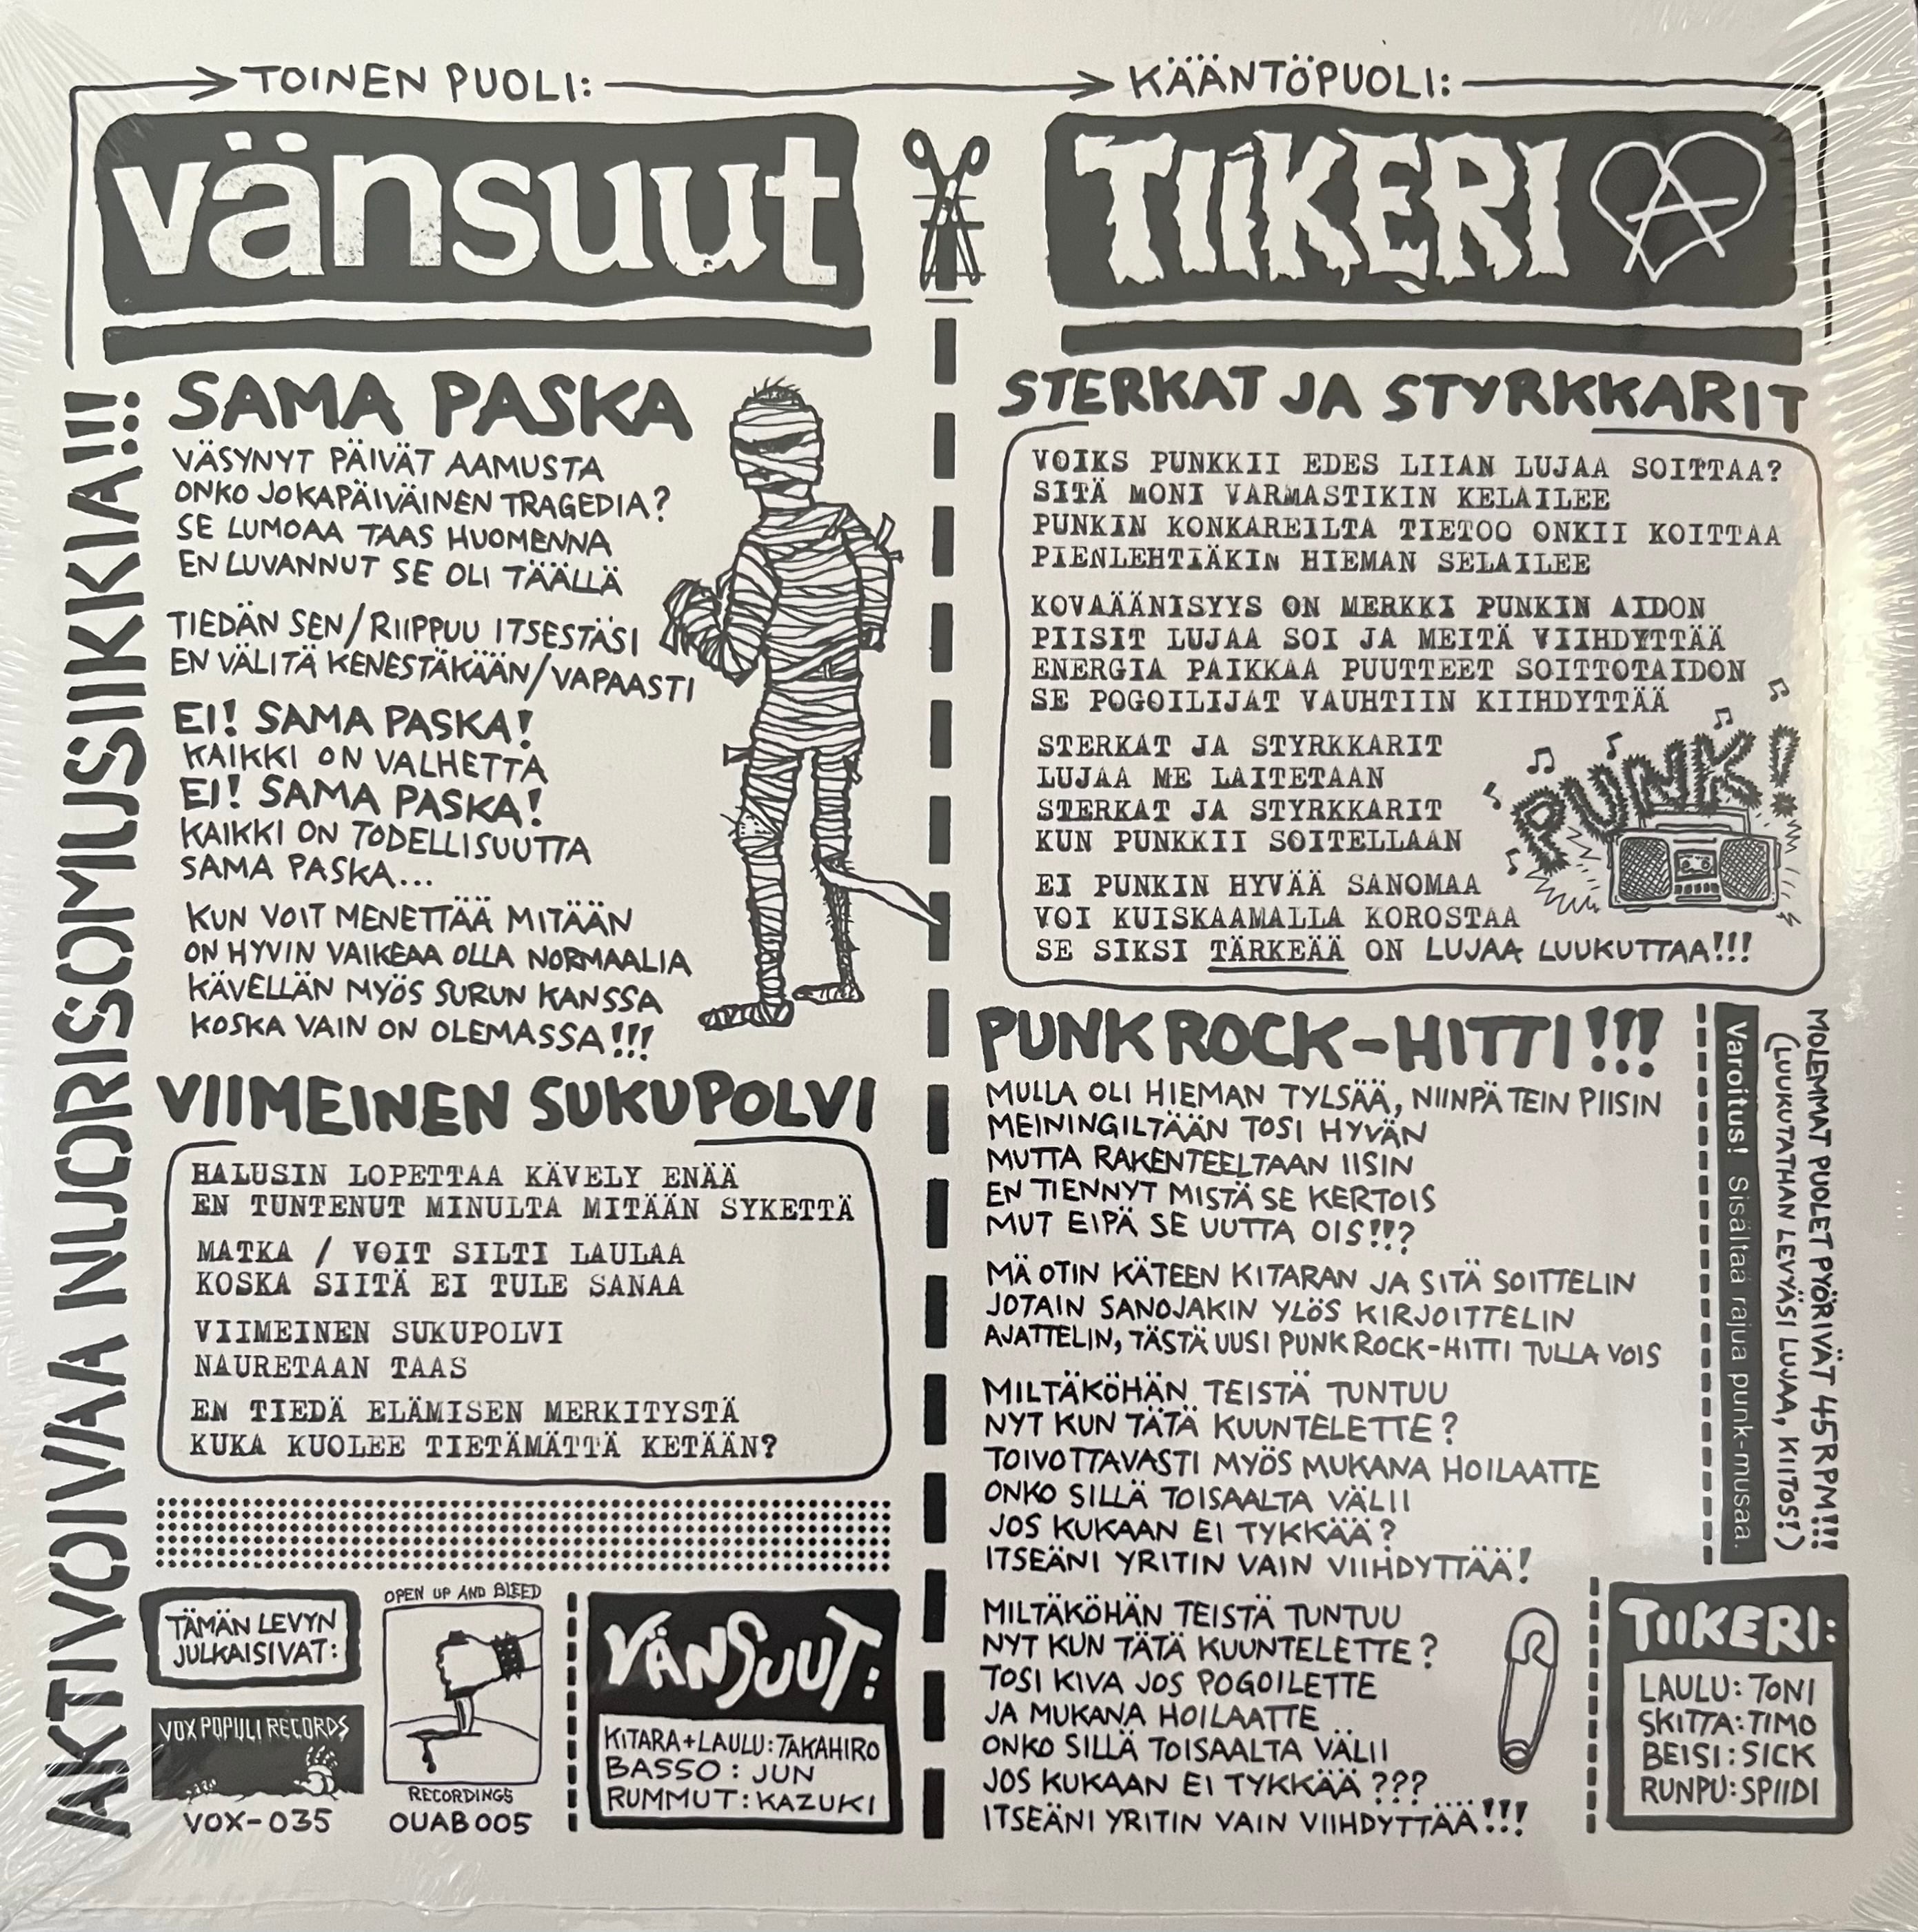 TOINEN PUOLI:
vänsuut
AKTIVOIVAA NUORISOMUSIIKKIA!!!
SAMA PASKA
VÄSYNYT PÄIVÄT AAMUSTA
ONKO JOKAPÄIVÄINEN TRAGEDIA?
SE LUMOAA TAAS HUOMENNA
EN LUVANNUT SE OLI TÄÄLLÄ
TIEDÄN SEN/RIIPPUU ITSESTÄSI
EN VÄLITÄ KENESTÄKÄÄN/VAPAASTI
EI! SAMA PASKA!
KAIKKI ON VALHETTA
EI! SAMA PASKA!
KAIKKI ON TODELLISUUTTA
SAMA PASKA...
KUN VOIT MENETTÄÄ MITÄÄN
ON HYVIN VAIKEAA OLLA NORMAALIA
KÄVELLÄN MYÖS SURUN KANSSA
KOSKA VAIN ON OLEMASSA!!!
VIIMEINEN SUKUPOLVI
HALUSIN LOPETTAA KÄVELY ENÄÄ
EN TUNTENUT MINULTA MITÄÄN SYKETTÄ
MATKA / VOIT SILTI LAULAA
KOSKA SIITÄ EI TULE SANAA
VIIMEINEN SUKUPOLVI
NAURETAAN TAAS
EN TIEDÄ ELÄMISEN MERKITYSTÄ
KUKA KUOLEE TIETÄMÄTTÄ KETÄÄN?
TÄMÄN LEVYN
JULKAISIVAT:
VOX POPULI RECORDS
VOX-035
OPEN UP AND BLEED
RECORDINGS
OUAB 005
VÄNSUUT:
KITARA+LAULU: TAKAHIRO
BASSO: JUN
RUMMUT: KAZUKI
KÄÄNTÖPUOLI:
TIIKERI A
STERKAT JA STYRKKARIT
VOIKS PUNKKII EDES LIIAN LUJAA SOITTAA?
SITÄ MONI VARMASTIKIN KELAILEE
PUNKIN KONKAREILTA TIETOO ONKII KOITTAA
PIENLEHTIÄKIN HIEMAN SELAILEE
KOVAÄÄNISYYS ON MERKKI PUNKIN AIDON
PIISIT LUJAA SOI JA MEITÄ VIIHDYTTÄÄ
ENERGIA PAIKKAA PUUTTEET SOITTOTAIDON
SE POGOILIJAT VAUHTIIN KIIHDYTTÄÄ
STERKAT JA STYRKKARIT
LUJAA ME LAITETAAN
STERKAT JA STYRKKARIT
KUN PUNKKII SOITELLAAN
EI PUNKIN HYVÄÄ SANOMAA
VOI KUISKAAMALLA KOROSTAA
SE SIKSI TÄRKEÄÄ ON LUJAA LUUKUTTAA!!!
PUNK!
PUNK ROCK-HITTI!!!
MULLA OLI HIEMAN TYLSÄÄ, NIINPÄ TEIN PIISIN
MEININGILTÄÄN TOSI HYVÄN
MUTTA RAKENTEELTAAN IISIN
EN TIENNYT MISTÄ SE KERTOIS
MUT EIPÄ SE UUTTA OIS!!?
MÄ OTIN KÄTEEN KITARAN JA SITÄ SOITTELIN
JOTAIN SANOJAKIN YLÖS KIRJOITTELIN
AJATTELIN, TÄSTÄ UUSI PUNK ROCK-HITTI TULLA VOIS
MILTÄKÖHÄN TEISTÄ TUNTUU
NYT KUN TÄTÄ KUUNTELETTE?
TOIVOTTAVASTI MYÖS MUKANA HOILAATTE
ONKO SILLÄ TOISAALTA VÄLII
JOS KUKAAN EI TYKKÄÄ?
ITSEÄNI YRITIN VAIN VIIHDYTTÄÄ!
MILTÄKÖHÄN TEISTÄ TUNTUU
NYT KUN TÄTÄ KUUNTELETTE?
TOSI KIVA JOS POGOILETTE
JA MUKANA HOILAATTE
ONKO SILLÄ TOISAALTA VÄLII
JOS KUKAAN EI TYKKÄÄ???
ITSEÄNI YRITIN VAIN VIIHDYTTÄÄ!!!
Varoitus! Sisältää rajua punk-musaa.
MOLEMMAT PUOLET PYÖRIVÄT 45RPM!!!
(LUUKUTATHAN LEVYÄSI LUJAA, KIITOS!)
TIIKERI:
LAULU: TONI
SKITTA: TIMO
BEISI: SICK
RUNPU: SPIIDI